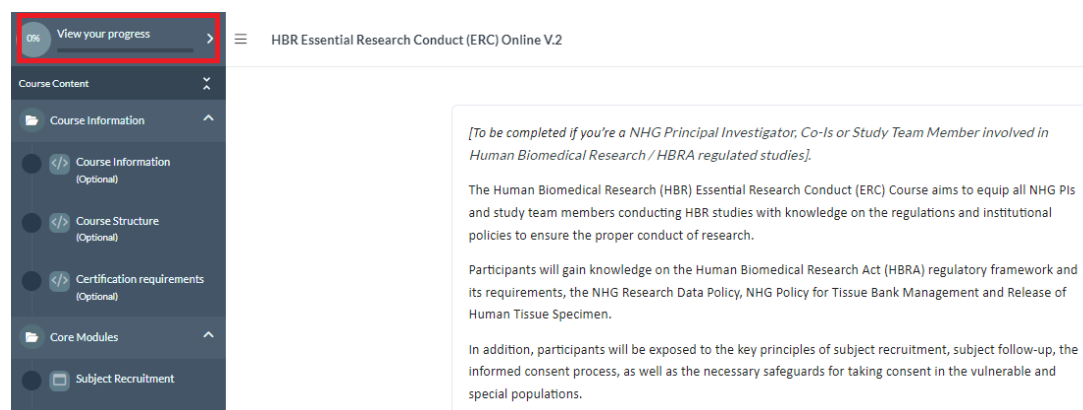 0%
View your progress
HBR Essential Research Conduct (ERC) Online V.2
Course Content
Course Information
Course Information
(Optional)
Course Structure
(Optional)
Certification requirements
(Optional)
Core Modules
Subject Recruitment
[To be completed if you're a NHG Principal Investigator, Co-Is or Study Team Member involved in
Human Biomedical Research / HBRA regulated studies].
The Human Biomedical Research (HBR) Essential Research Conduct (ERC) Course aims to equip all NHG PIs
and study team members conducting HBR studies with knowledge on the regulations and institutional
policies to ensure the proper conduct of research.
Participants will gain knowledge on the Human Biomedical Research Act (HBRA) regulatory framework and
its requirements, the NHG Research Data Policy, NHG Policy for Tissue Bank Management and Release of
Human Tissue Specimen.
In addition, participants will be exposed to the key principles of subject recruitment, subject follow-up, the
informed consent process, as well as the necessary safeguards for taking consent in the vulnerable and
special populations.